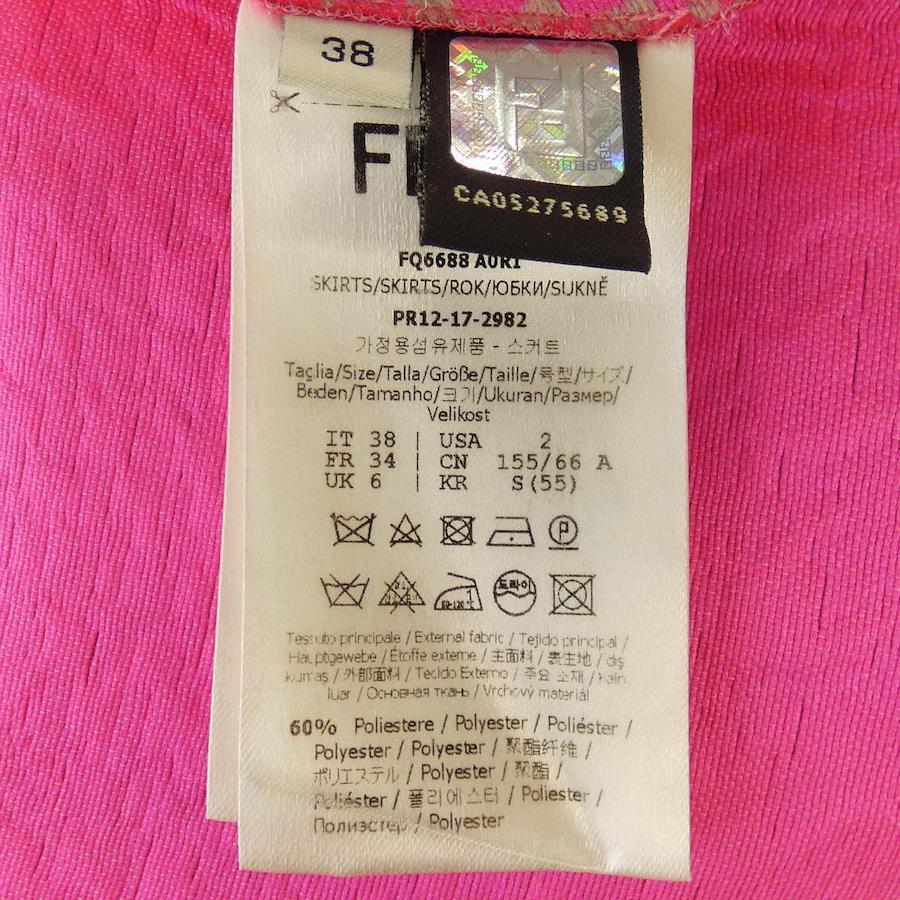 38
CA05275689
FQ6688 A0R1
SKIRTS/SKIRTS/ROK/ЮБКИ/SUKNĚ
PR12-17-2982
가정용섬유제품 - 스커트
Taglia/Size/Talla/Größe/Taille/号型/サイズ/
Beden/Tamanho/크기/Ukuran/Размер/
Velikost
IT 38 | USA 2
FR 34 | CN 155/66 A
UK 6 | KR S(55)
드라이
Tessuto principale / External fabric / Tejido principal /
Hauptgewebe / Étoffe externe / 主面料 / 表生地 / dış
kumaş / 外部面料 / Tecido Externo / 주요 소재 / kain
luar / Основная ткань / Vrchový materiál
60% Poliestere / Polyester / Poliéster /
Polyester / Polyester / 聚酯纤维 /
ポリエステル / Polyester / 聚酯 /
Poliéster / 폴리에스터 / Poliester /
Полиэстер / Polyester